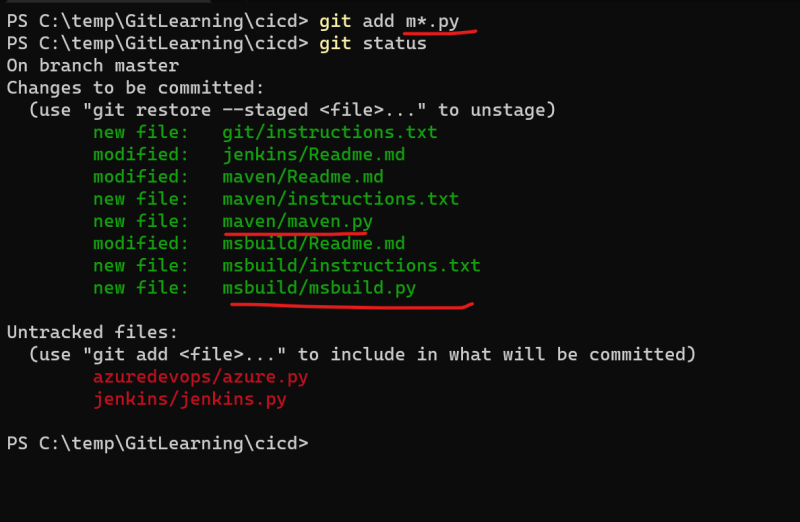 PS C:\temp\GitLearning\cicd> git add m*.py
PS C:\temp\GitLearning\cicd> git status
On branch master
Changes to be committed:
  (use "git restore --staged <file>..." to unstage)
        new file:   git/instructions.txt
        modified:   jenkins/Readme.md
        modified:   maven/Readme.md
        new file:   maven/instructions.txt
        new file:   maven/maven.py
        modified:   msbuild/Readme.md
        new file:   msbuild/instructions.txt
        new file:   msbuild/msbuild.py
Untracked files:
  (use "git add <file>..." to include in what will be committed)
        azuredevops/azure.py
        jenkins/jenkins.py
PS C:\temp\GitLearning\cicd>